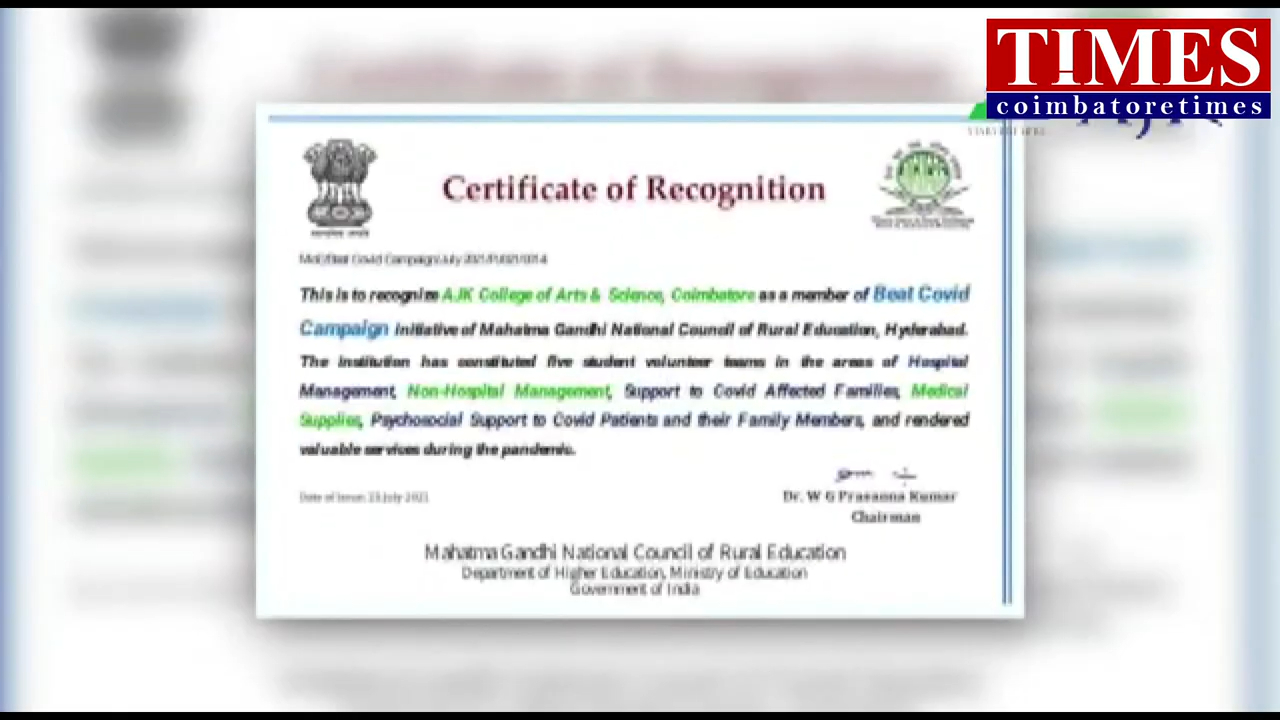 TIMES
coimbatoretimes
Certificate of Recognition
This is to recognize AJK College of Arts & Science, Coimbatore as a member of Beat Covid
Campaign initiative of Mahatma Gandhi National Council of Rural Education, Hyderabad.
The institution has constituted five student volunteer teams in the areas of Hospital
Management, Non-Hospital Management, Support to Covid Affected Families, Medical
Supplies, Psychosocial Support to Covid Patients and their Family Members, and rendered
valuable services during the pandemic.
Date of Issue: 23 July 2021
Dr. W G Prasanna Kumar
Chairman
Mahatma Gandhi National Council of Rural Education
Department of Higher Education, Ministry of Education
Government of India